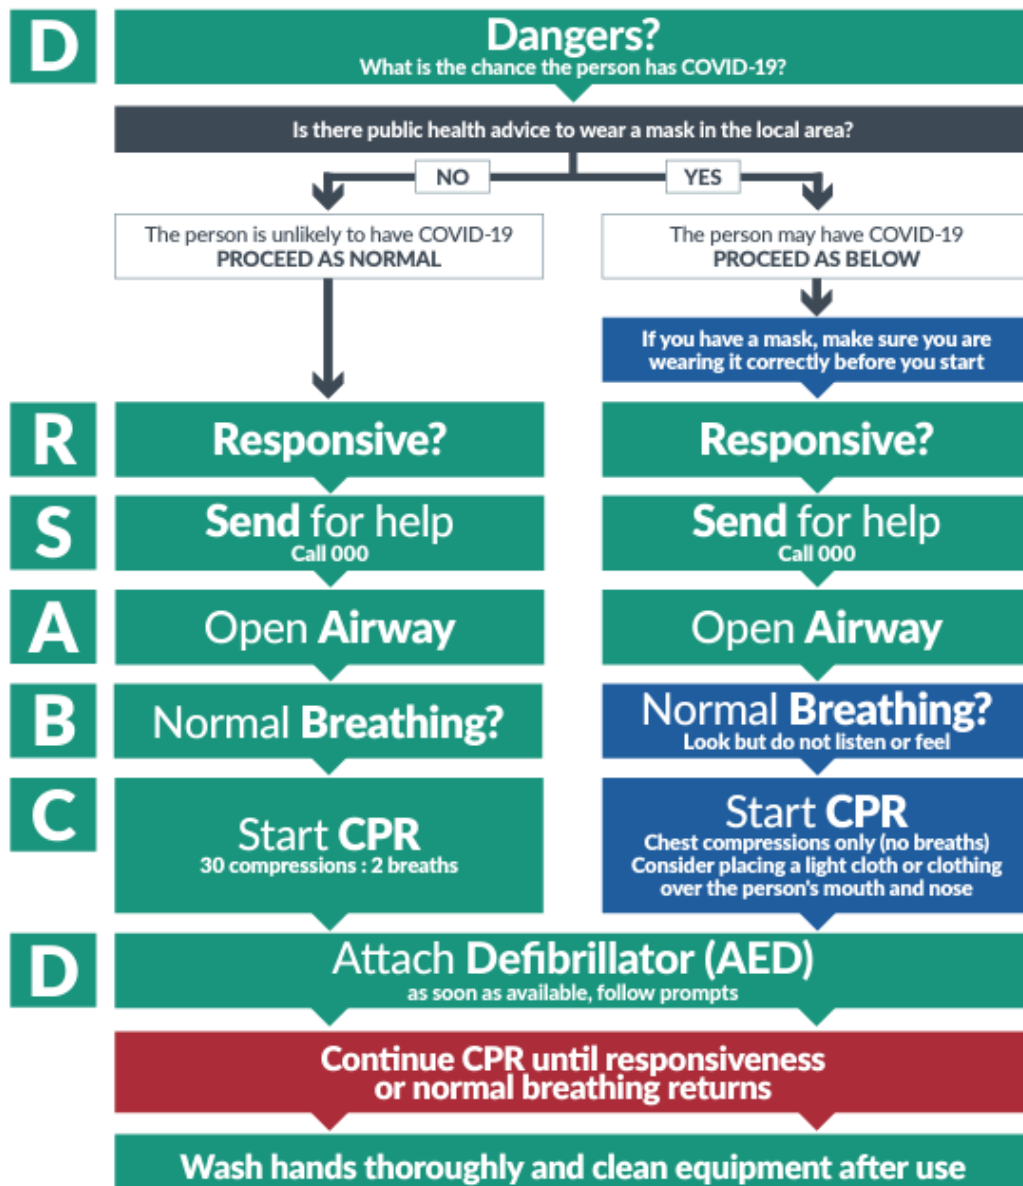 D
Dangers?
What is the chance the person has COVID-19?
Is there public health advice to wear a mask in the local area?
NO
YES
The person is unlikely to have COVID-19
PROCEED AS NORMAL
The person may have COVID-19
PROCEED AS BELOW
If you have a mask, make sure you are
wearing it correctly before you start
R
Responsive?
Responsive?
S
Send for help
Call 000
Send for help
Call 000
A
Open Airway
Open Airway
B
Normal Breathing?
Normal Breathing?
Look but do not listen or feel
C
Start CPR
30 compressions : 2 breaths
Start CPR
Chest compressions only (no breaths)
Consider placing a light cloth or clothing
over the person's mouth and nose
D
Attach Defibrillator (AED)
as soon as available, follow prompts
Continue CPR until responsiveness
or normal breathing returns
Wash hands thoroughly and clean equipment after use